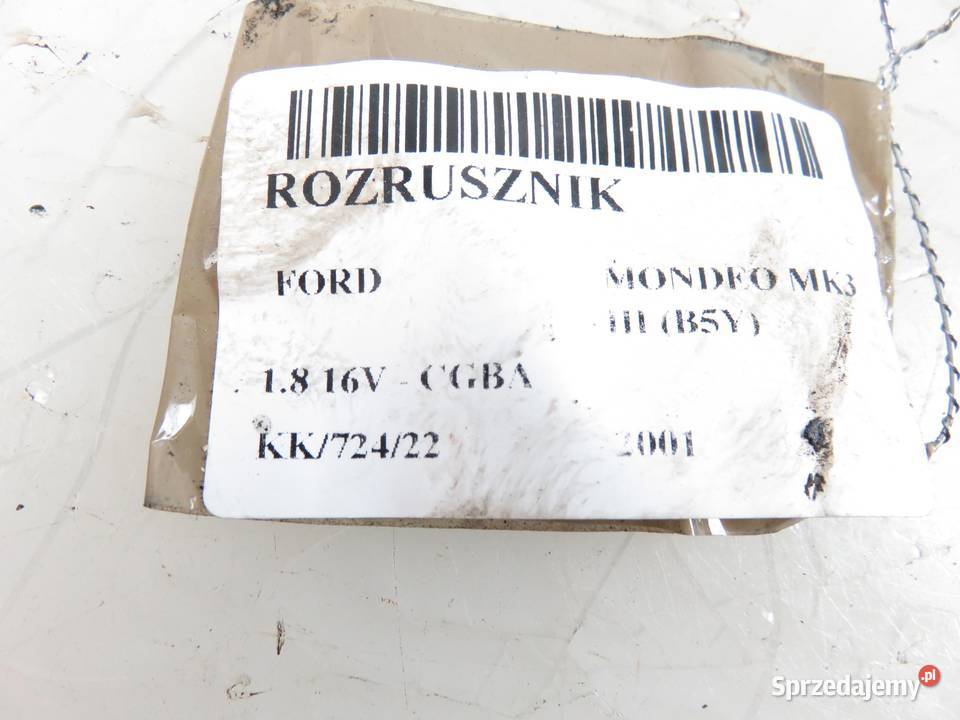 ROZRUSZNIK
FORD MONDEO MK3
III (B5Y)
1.8 16V - CGBA
KK/724/22 2001
Sprzedajemy.pl